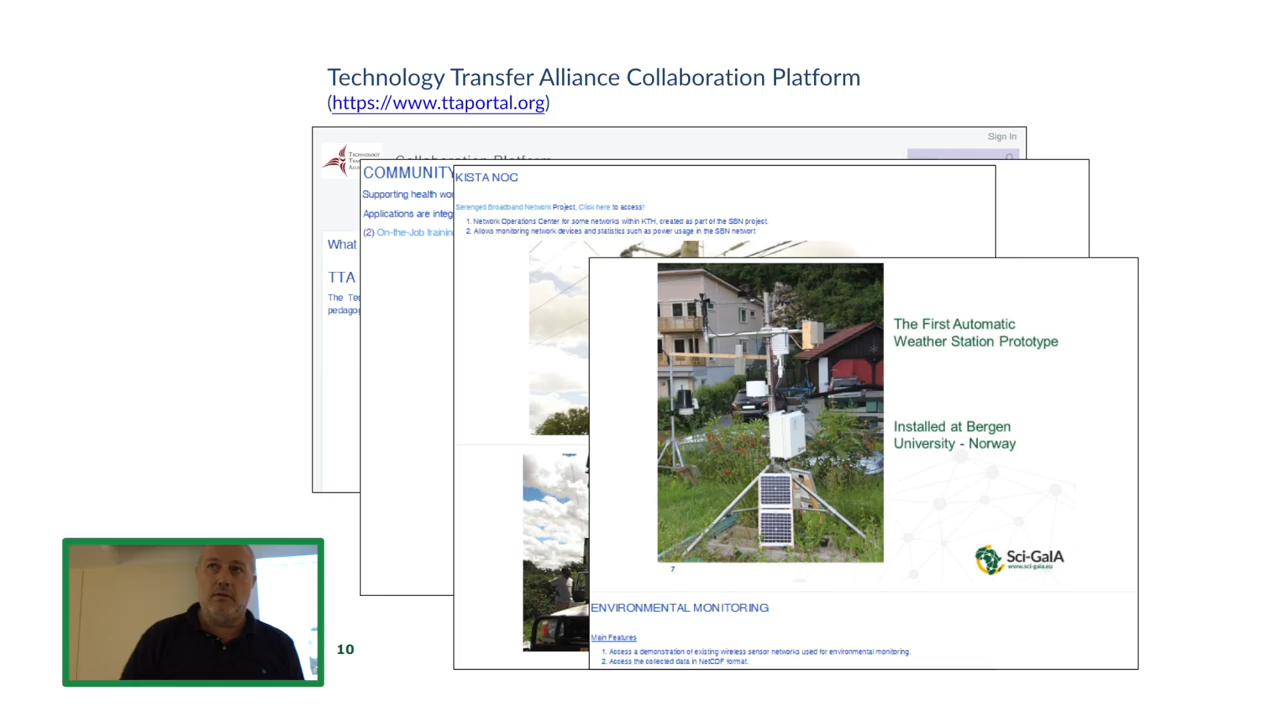 Technology Transfer Alliance Collaboration Platform
(https://www.ttaportal.org)
Sign In
TECHNOLOGY
Collaboration Platform
COMMUNITY
Supporting health wo
Applications are integ
(2) On-the-Job trainin
What
TTA
The Tec
pedagog
KISTA NOC
Serengeti Broadband Network Project, Click here to access!
1. Network Operations Center for some networks within KTH, created as part of the SBN project.
2. Allows monitoring network devices and statistics such as power usage in the SBN network
The First Automatic
Weather Station Prototype
Installed at Bergen
University - Norway
Sci-GaIA
www.sci-gaia.eu
7
ENVIRONMENTAL MONITORING
Main Features
1. Access a demonstration of existing wireless sensor networks used for environmental monitoring.
2. Access the collected data in NetCDF format.
10